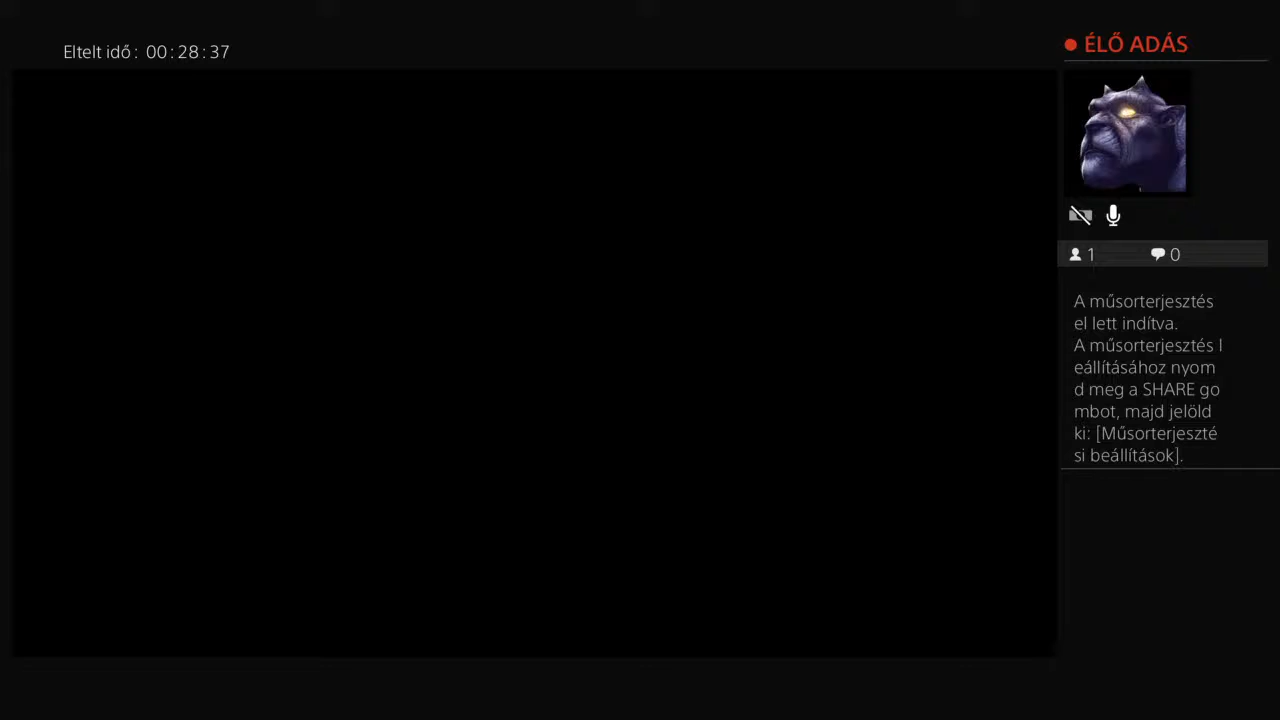 Eltelt idő: 00:28:37
ÉLŐ ADÁS
1 0
A műsorterjesztés
el lett indítva.
A műsorterjesztés l
eállításához nyom
d meg a SHARE go
mbot, majd jelöld
ki: [Műsorterjeszté
si beállítások].